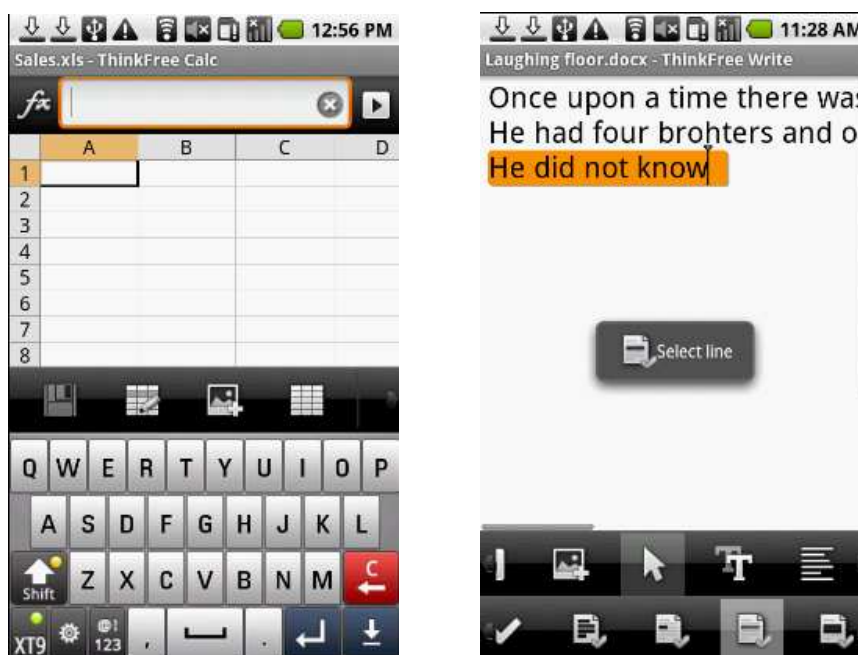 12:56 PM
Sales.xls - ThinkFree Calc
fx
A B C D
1
2
3
4
5
6
7
8
Q W E R T Y U I O P
A S D F G H J K L
Shift Z X C V B N M C
XT9 @! 123 , .
11:28 AM
Laughing floor.docx - ThinkFree Write
Once upon a time there was
He had four brohters and o
He did not know
Select line
Tr